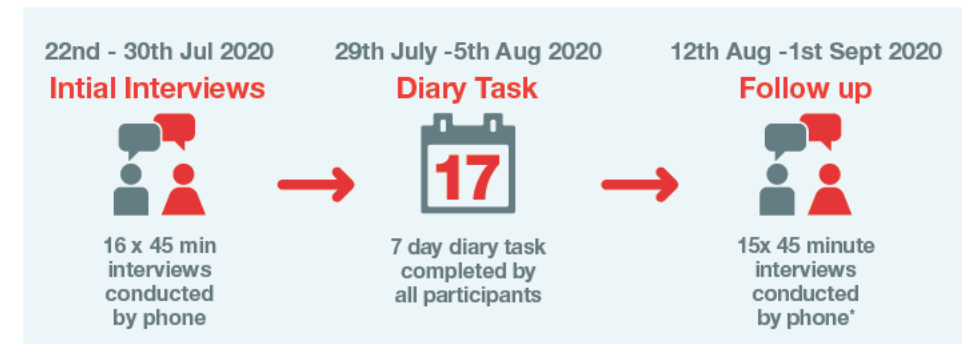 22nd - 30th Jul 2020
Intial Interviews
16 x 45 min
interviews
conducted
by phone
29th July -5th Aug 2020
Diary Task
17
7 day diary task
completed by
all participants
12th Aug -1st Sept 2020
Follow up
15x 45 minute
interviews
conducted
by phone*